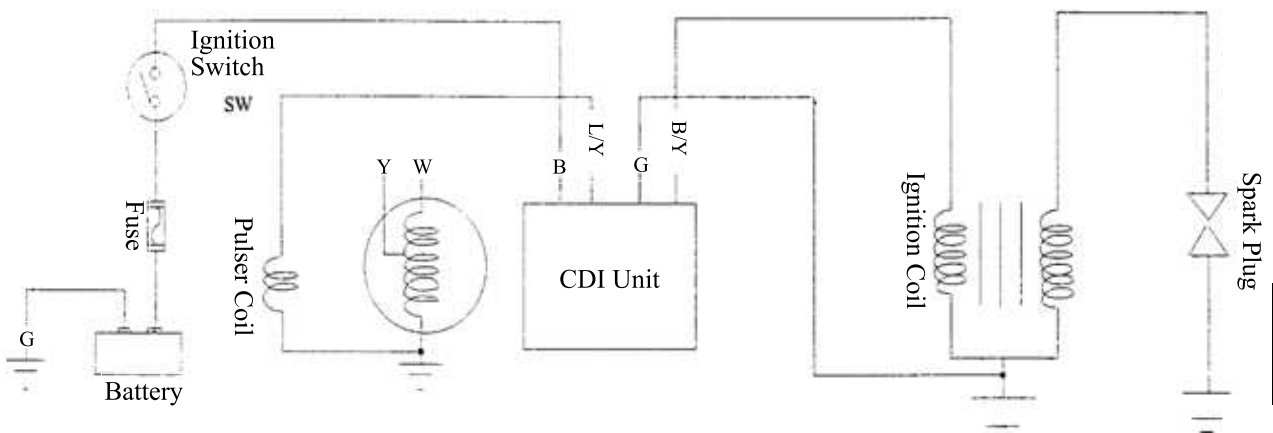 Ignition
Switch
SW
L/Y
B/Y
Y
W
B
G
Fuse
Pulser Coil
CDI Unit
Ignition Coil
Spark Plug
G
Battery